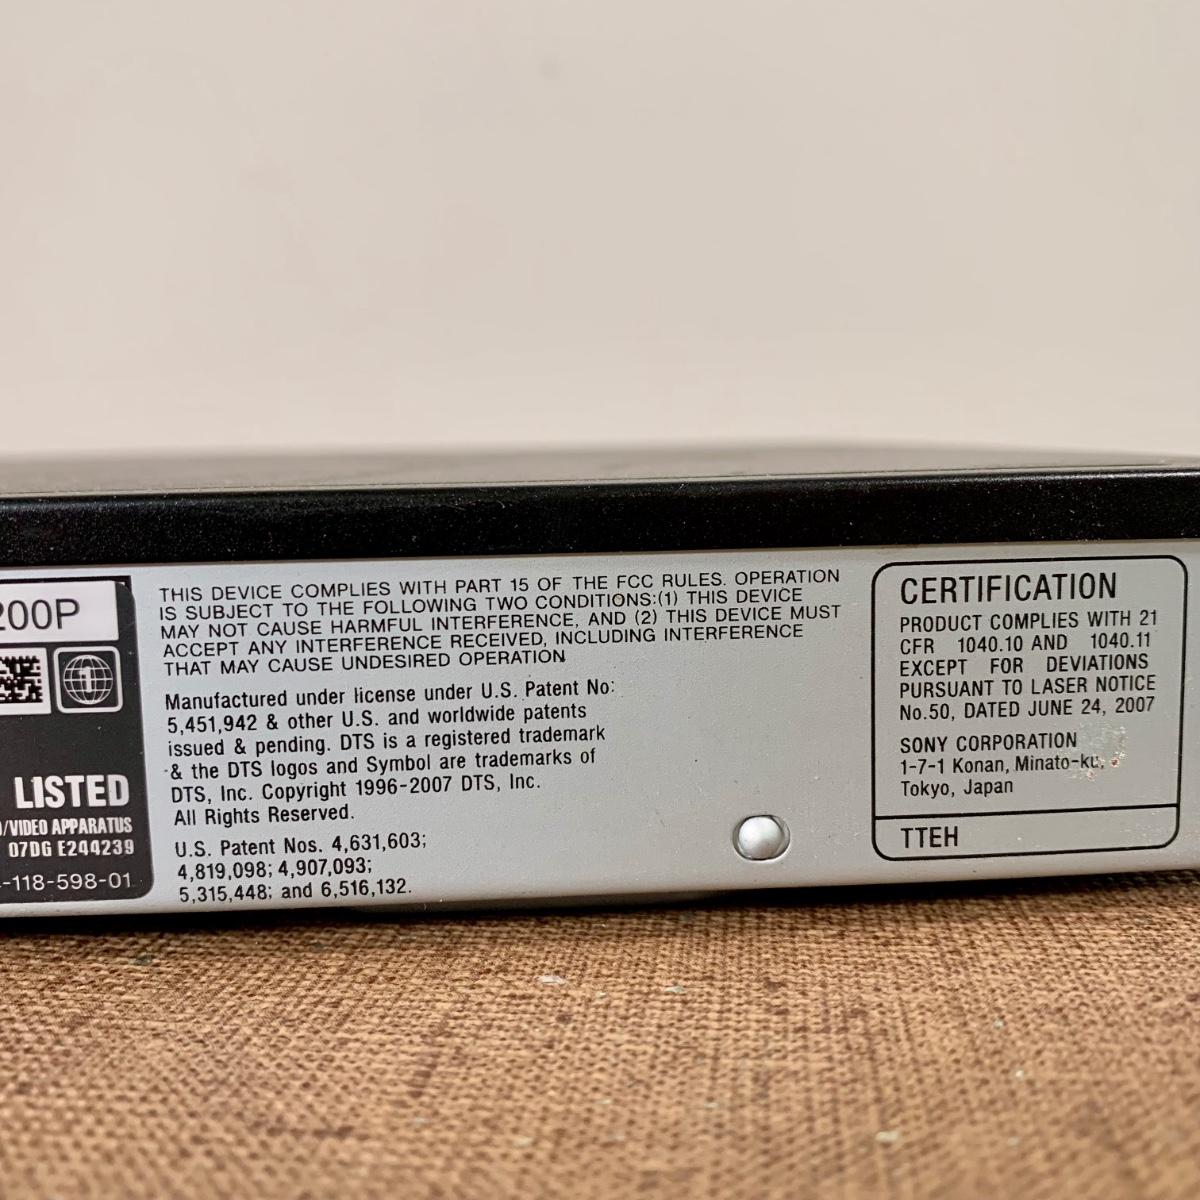 200P
1
LISTED
/VIDEO APPARATUS
07DG E244239
-118-598-01
THIS DEVICE COMPLIES WITH PART 15 OF THE FCC RULES. OPERATION
IS SUBJECT TO THE FOLLOWING TWO CONDITIONS:(1) THIS DEVICE
MAY NOT CAUSE HARMFUL INTERFERENCE, AND (2) THIS DEVICE MUST
ACCEPT ANY INTERFERENCE RECEIVED, INCLUDING INTERFERENCE
THAT MAY CAUSE UNDESIRED OPERATION
Manufactured under license under U.S. Patent No:
5,451,942 & other U.S. and worldwide patents
issued & pending. DTS is a registered trademark
& the DTS logos and Symbol are trademarks of
DTS, Inc. Copyright 1996-2007 DTS, Inc.
All Rights Reserved.
U.S. Patent Nos. 4,631,603;
4,819,098; 4,907,093;
5,315,448; and 6,516,132.
CERTIFICATION
PRODUCT COMPLIES WITH 21
CFR 1040.10 AND 1040.11
EXCEPT FOR DEVIATIONS
PURSUANT TO LASER NOTICE
No.50, DATED JUNE 24, 2007
SONY CORPORATION
1-7-1 Konan, Minato-ku,
Tokyo, Japan
TTEH